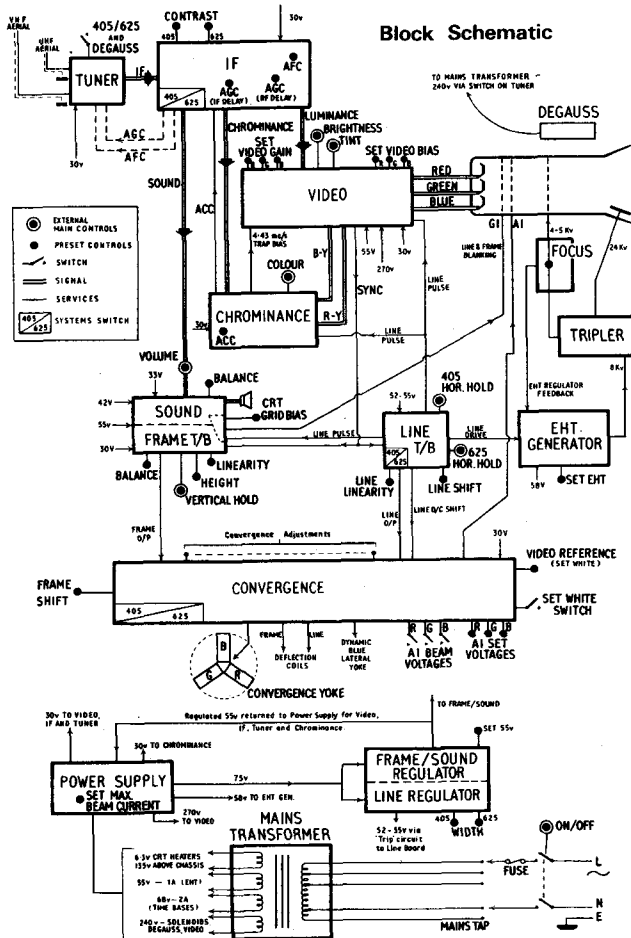 Block Schematic
VHF
AERIAL
UHF
AERIAL
405/625
and
DEGAUSS
TUNER
IF
30v
AGC
AFC
CONTRAST
405
625
30v
IF
AFC
AGC
(IF DELAY)
AGC
(RF DELAY)
405
625
CHROMINANCE
SOUND
ACC
SET
VIDEO GAIN
R G B
LUMINANCE
BRIGHTNESS
TINT
SET VIDEO BIAS
R G B
VIDEO
RED
GREEN
BLUE
TO MAINS TRANSFORMER -
240v VIA SWITCH ON TUNER
DEGAUSS
G1
A1
4-5 Kv
24 Kv
LINE & FRAME
BLANKING
FOCUS
TRIPLER
8Kv
EXTERNAL
MAIN CONTROLS
PRESET CONTROLS
SWITCH
SIGNAL
SERVICES
405
625
SYSTEMS SWITCH
4·43 mc/s
TRAP BIAS
B-Y
R-Y
55V
270v
30v
SYNC
LINE
PULSE
COLOUR
CHROMINANCE
30v
ACC
LINE
PULSE
VOLUME
33V
BALANCE
42V
55v
30V
SOUND
FRAME T/B
CRT
GRID BIAS
BALANCE
LINEARITY
HEIGHT
VERTICAL HOLD
LINE PULSE
52-55v
405
HOR. HOLD
LINE
T/B
405
625
LINE
DRIVE
625
HOR. HOLD
LINE
LINEARITY
LINE SHIFT
EHT REGULATOR
FEEDBACK
EHT.
GENERATOR
58V
SET EHT
FRAME
O/P
LINE
O/P
LINE D/C SHIFT
Convergence Adjustments
30V
CONVERGENCE
405
625
FRAME
SHIFT
VIDEO REFERENCE
(SET WHITE)
SET WHITE
SWITCH
B
G
R
CONVERGENCE YOKE
FRAME
LINE
DEFLECTION
COILS
DYNAMIC
BLUE
LATERAL
YOKE
R G B
A1 BEAM
VOLTAGES
R G B
A1 SET
VOLTAGES
30v TO VIDEO,
IF AND TUNER
Regulated 55v returned to Power Supply for Video,
IF, Tuner and Chrominance.
TO FRAME/SOUND
30v TO CHROMINANCE
SET 55v
POWER SUPPLY
SET MAX.
BEAM CURRENT
75v
58v TO EHT GEN.
270v
TO VIDEO
FRAME/SOUND
REGULATOR
LINE REGULATOR
52-55v via
'Trip' circuit
to Line Board
405
625
WIDTH
MAINS
TRANSFORMER
6·3v CRT HEATERS
135v ABOVE CHASSIS
55v - 1A (EHT)
68v - 2A
(TIME BASES)
240v - SOLENOIDS
DEGAUSS, VIDEO
ON/OFF
FUSE
L
N
E
MAINS TAP